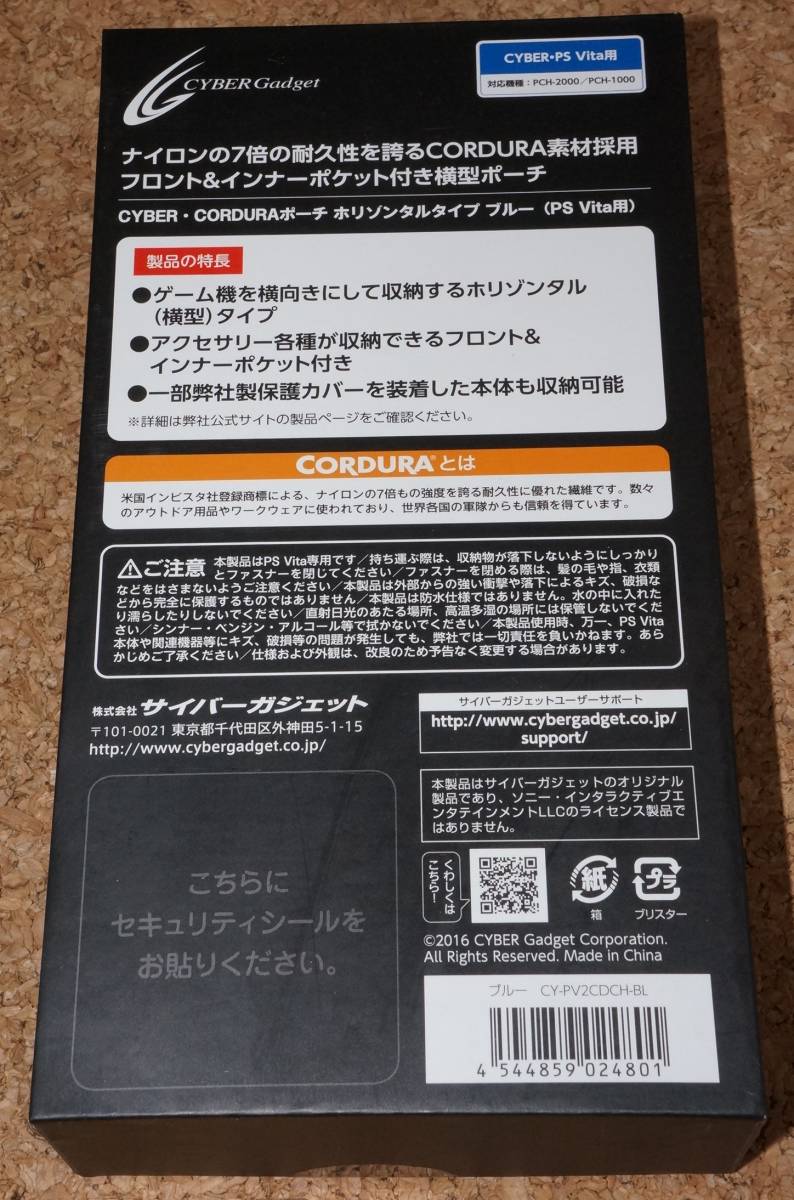 CYBER Gadget
CYBER・PS Vita用
対応機種：PCH-2000／PCH-1000
ナイロンの7倍の耐久性を誇るCORDURA素材採用
フロント&インナーポケット付き横型ポーチ
CYBER・CORDURAポーチ ホリゾンタルタイプ ブルー（PS Vita用）
製品の特長
●ゲーム機を横向きにして収納するホリゾンタル
（横型）タイプ
●アクセサリー各種が収納できるフロント&
インナーポケット付き
●一部弊社製保護カバーを装着した本体も収納可能
※詳細は弊社公式サイトの製品ページをご確認ください。
CORDURA®とは
米国インビスタ社登録商標による、ナイロンの7倍もの強度を誇る耐久性に優れた繊維です。数々
のアウトドア用品やワークウェアに使われており、世界各国の軍隊からも信頼を得ています。
⚠ご注意 本製品はPS Vita専用です／持ち運ぶ際は、収納物が落下しないようにしっかり
とファスナーを閉じてください／ファスナーを閉める際は、髪の毛や指、衣類
などをはさまないようご注意ください／本製品は外部からの強い衝撃や落下によるキズ、破損な
どから完全に保護するものではありません／本製品は防水仕様ではありません。水の中に入れた
り濡らしたりしないでください／直射日光のあたる場所、高温多湿の場所には保管しないでくだ
さい／シンナー・ベンジン・アルコール等で拭かないでください／本製品使用時、万一、PS Vita
本体や関連機器等にキズ、破損等の問題が発生しても、弊社では一切責任を負いかねます。あら
かじめご了承ください／仕様および外観は、改良のため予告なく変更する場合があります。
株式会社 サイバーガジェット
〒101-0021 東京都千代田区外神田5-1-15
http://www.cybergadget.co.jp/
サイバーガジェットユーザーサポート
http://www.cybergadget.co.jp/
support/
本製品はサイバーガジェットのオリジナル
製品であり、ソニー・インタラクティブエ
ンタテインメントLLCのライセンス製品で
はありません。
くわしくは
こちら！
紙
箱
プラ
ブリスター
©2016 CYBER Gadget Corporation.
All Rights Reserved. Made in China
こちらに
セキュリティシールを
お貼りください。
ブルー CY-PV2CDCH-BL
4 544859 024801